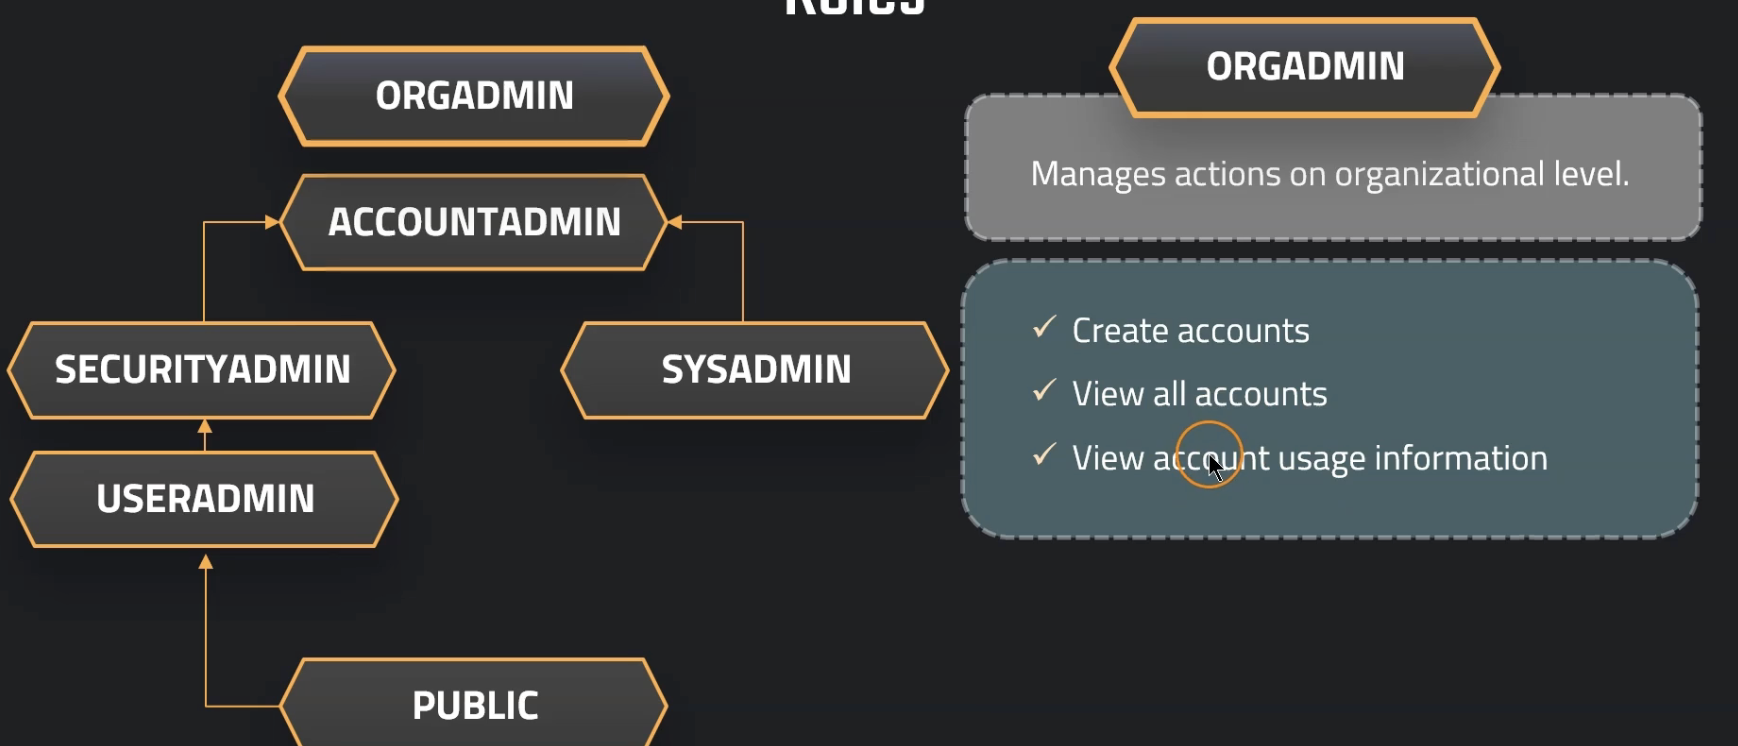 Roles
ORGADMIN
ACCOUNTADMIN
SECURITYADMIN
SYSADMIN
USERADMIN
PUBLIC
ORGADMIN
Manages actions on organizational level.
✓ Create accounts
✓ View all accounts
✓ View account usage information